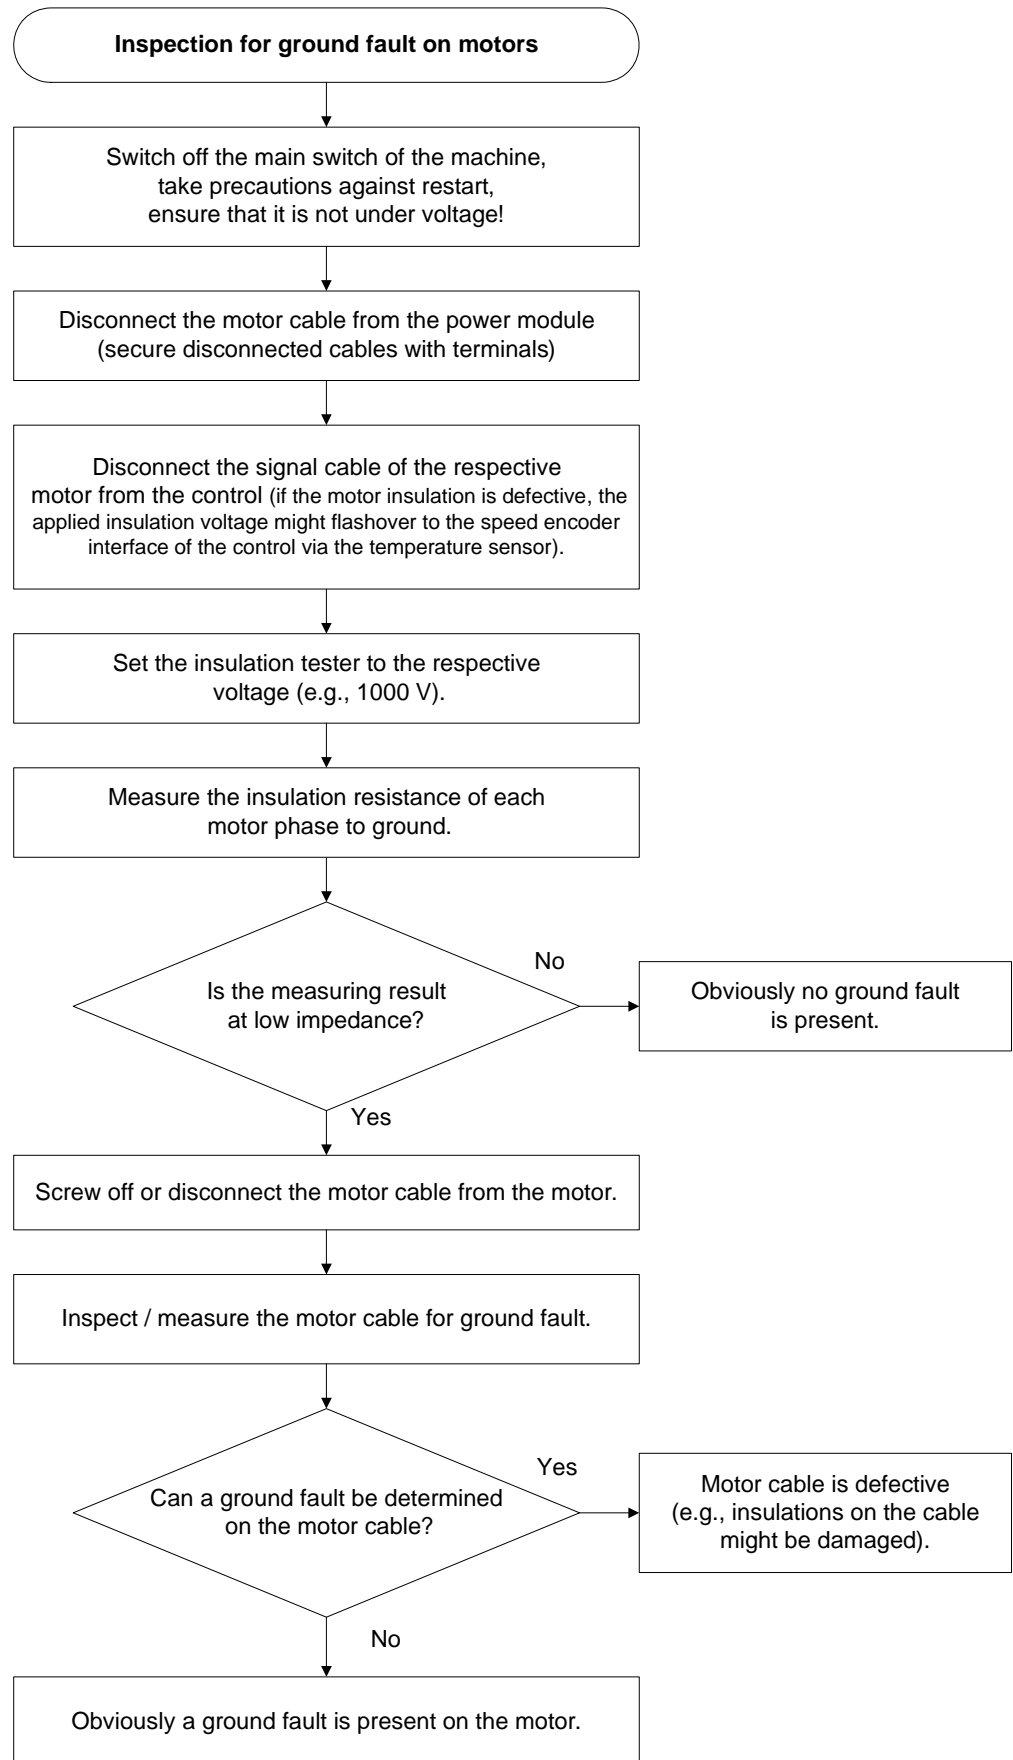 Inspection for ground fault on motors
Switch off the main switch of the machine,
take precautions against restart,
ensure that it is not under voltage!
Disconnect the motor cable from the power module
(secure disconnected cables with terminals)
Disconnect the signal cable of the respective
motor from the control (if the motor insulation is defective, the
applied insulation voltage might flashover to the speed encoder
interface of the control via the temperature sensor).
Set the insulation tester to the respective
voltage (e.g., 1000 V).
Measure the insulation resistance of each
motor phase to ground.
Is the measuring result
at low impedance?
No
Obviously no ground fault
is present.
Yes
Screw off or disconnect the motor cable from the motor.
Inspect / measure the motor cable for ground fault.
Can a ground fault be determined
on the motor cable?
Yes
Motor cable is defective
(e.g., insulations on the cable
might be damaged).
No
Obviously a ground fault is present on the motor.